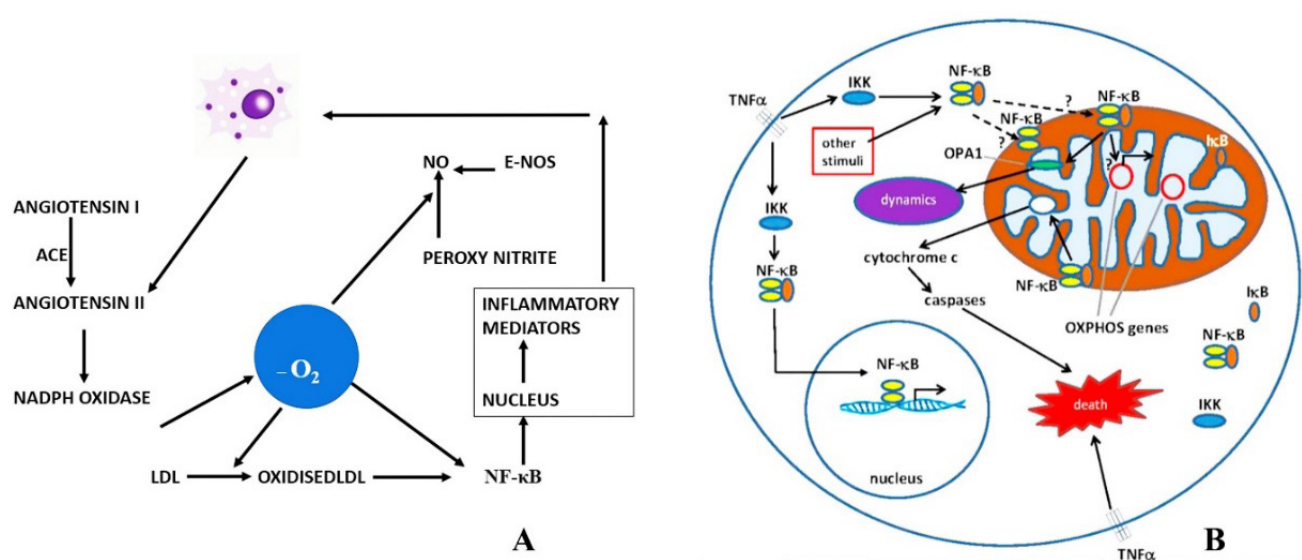 NO
E-NOS
ANGIOTENSIN I
ACE
PEROXY NITRITE
ANGIOTENSIN II
INFLAMMATORY
MEDIATORS
– O₂
NADPH OXIDASE
NUCLEUS
LDL
OXIDISEDLDL
NF-κB
A
TNFα
IKK
NF-κB
?
NF-κB
NF-κB
?
other
stimuli
OPA1
IκB
?
dynamics
IKK
cytochrome c
NF-κB
NF-κB
caspases
OXPHOS genes
IκB
NF-κB
NF-κB
death
IKK
nucleus
TNFα
B